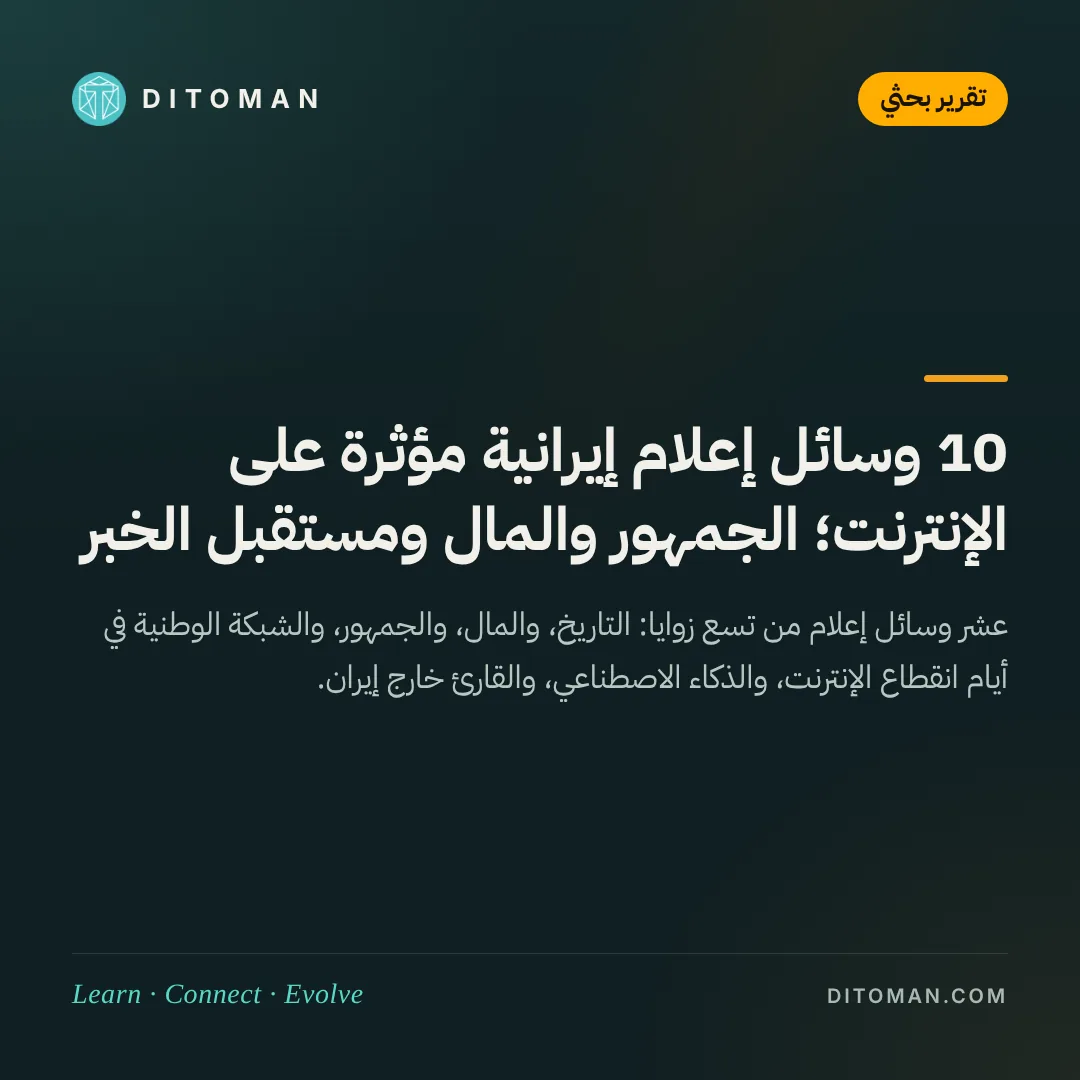 DITOMAN
تقرير بحثي
10 وسائل إعلام إيرانية مؤثرة على
الإنترنت؛ الجمهور والمال ومستقبل الخبر
عشر وسائل إعلام من تسع زوايا: التاريخ، والمال، والجمهور، والشبكة الوطنية في
أيام انقطاع الإنترنت، والذكاء الاصطناعي، والقارئ خارج إيران.
Learn · Connect · Evolve
DITOMAN.COM